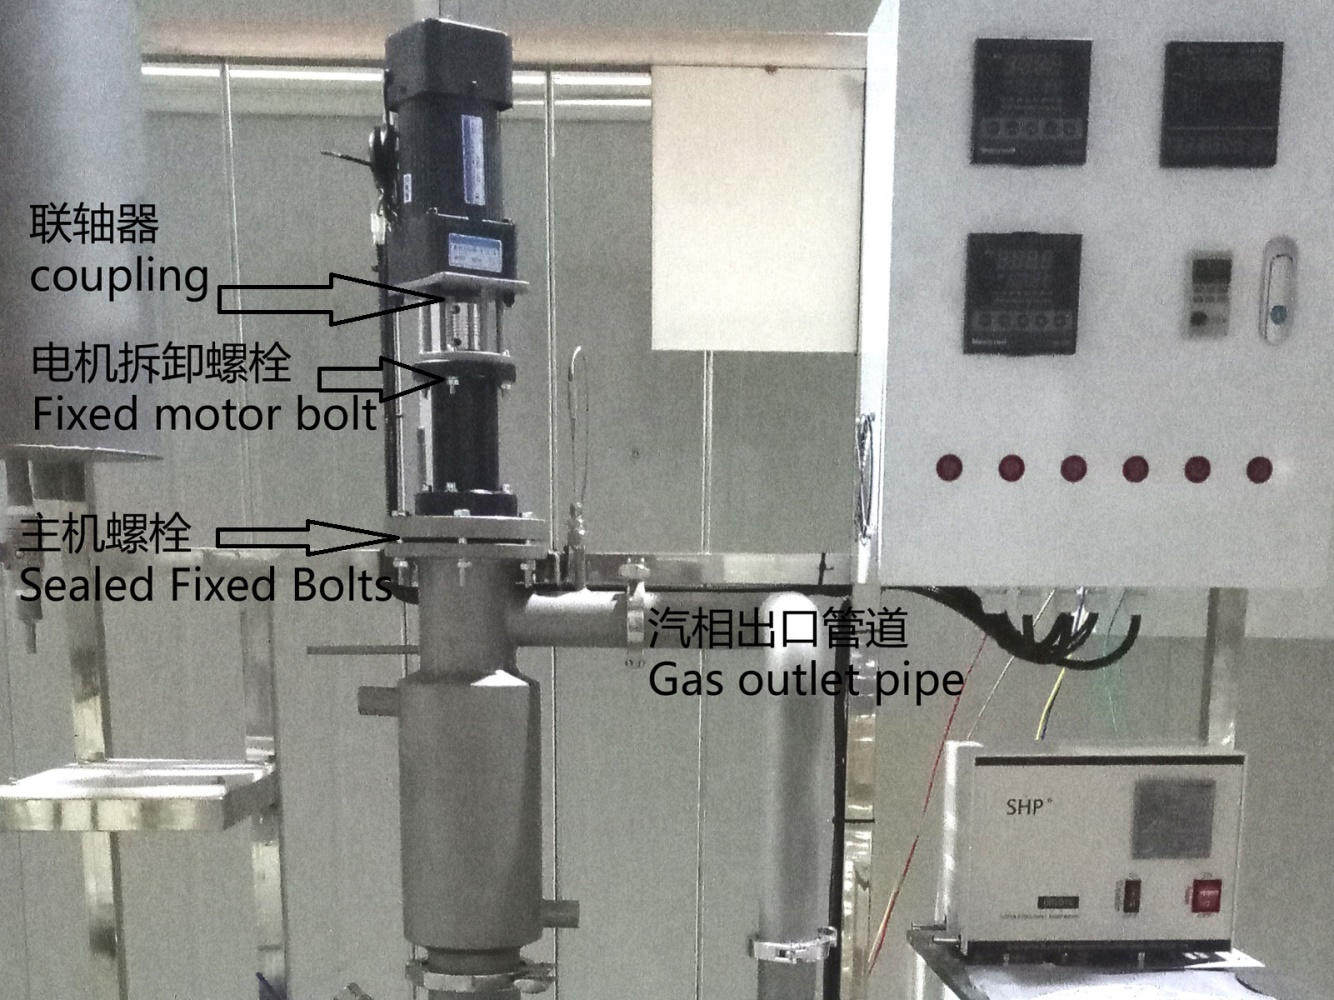 联轴器
coupling
电机拆卸螺栓
Fixed motor bolt
主机螺栓
Sealed Fixed Bolts
汽相出口管道
Gas outlet pipe
SHP